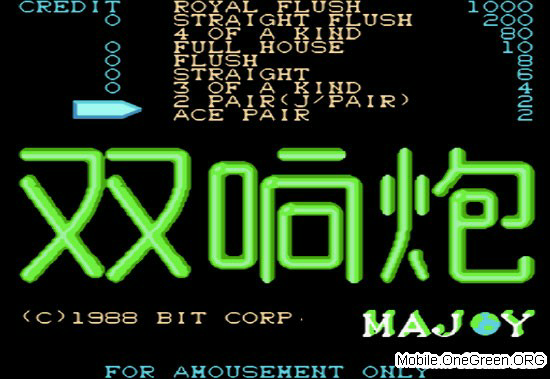 CREDIT ROYAL FLUSH 1000
0 STRAIGHT FLUSH 200
4 OF A KIND 80
0 FULL HOUSE 10
0 FLUSH 8
0 STRAIGHT 6
0 3 OF A KIND 4
2 PAIR(J/PAIR) 2
ACE PAIR 2
双响炮
(C)1988 BIT CORP.
MAJOY
FOR AMOUSEMENT ONLY
Mobile.OneGreen.ORG